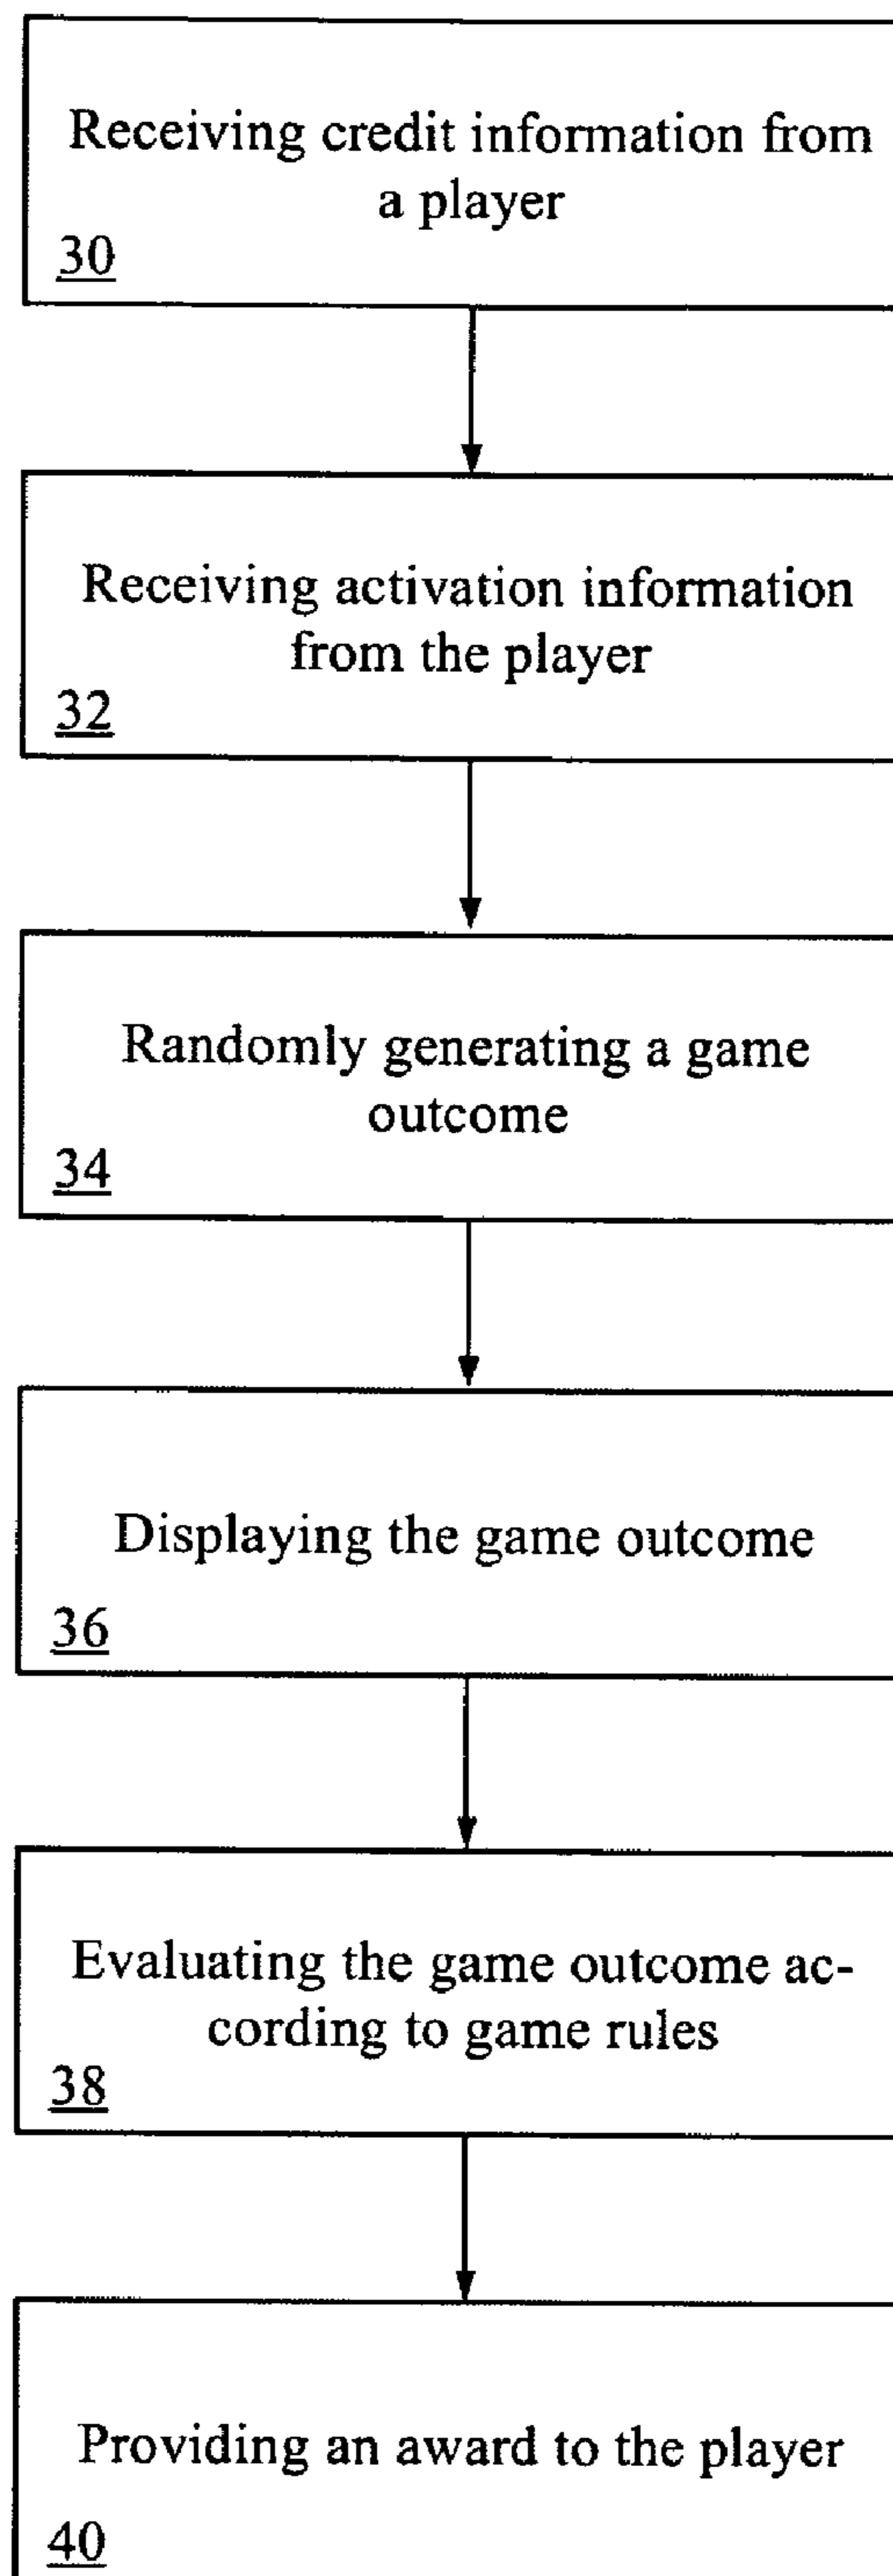 Receiving credit information from
a player
30
Receiving activation information
from the player
32
Randomly generating a game
outcome
34
Displaying the game outcome
36
Evaluating the game outcome ac-
cording to game rules
38
Providing an award to the player
40